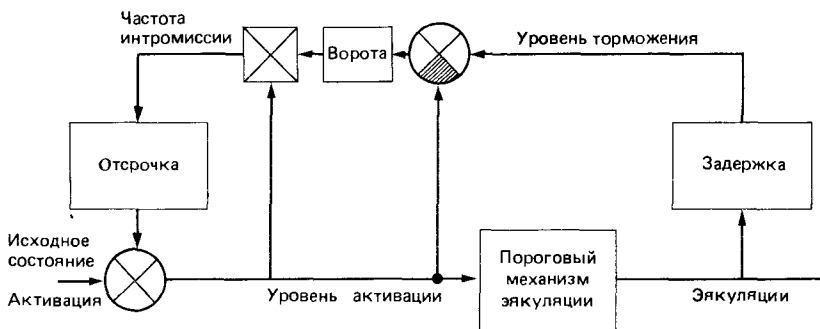 Частота
интромиссии
Ворота
Уровень торможения
Отсрочка
Задержка
Исходное
состояние
Активация
Уровень активации
Пороговый
механизм
эякуляции
Эякуляции